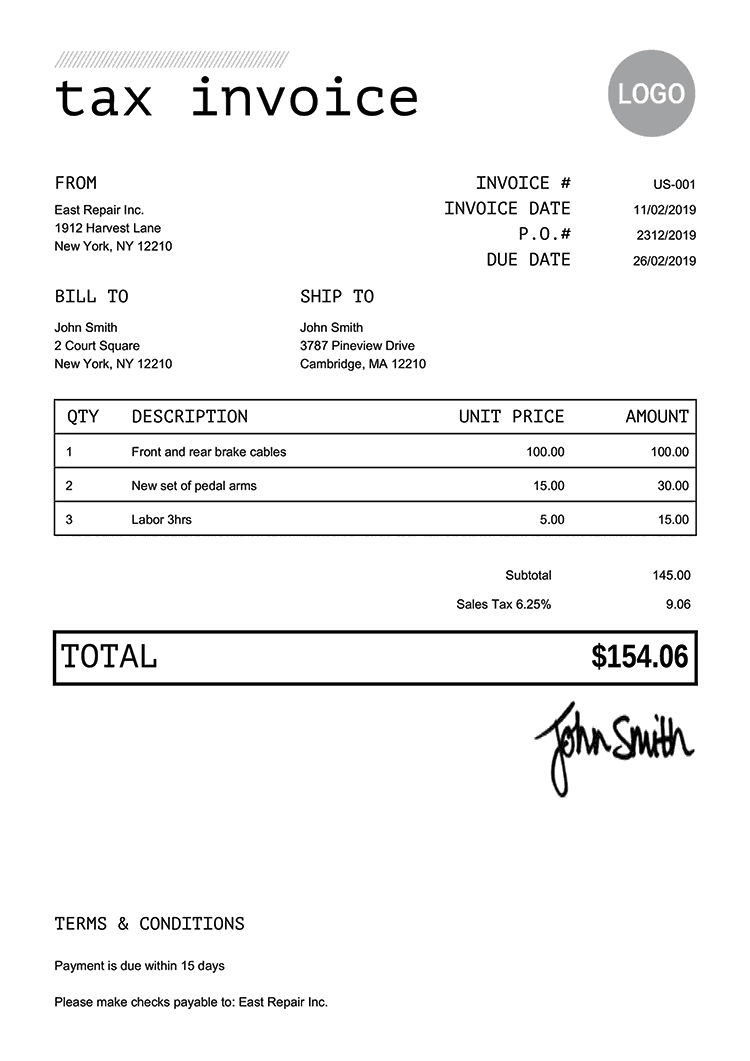 tax invoice
LOGO
FROM
East Repair Inc.
1912 Harvest Lane
New York, NY 12210
INVOICE # US-001
INVOICE DATE 11/02/2019
P.O.# 2312/2019
DUE DATE 26/02/2019
BILL TO
John Smith
2 Court Square
New York, NY 12210
SHIP TO
John Smith
3787 Pineview Drive
Cambridge, MA 12210
QTY DESCRIPTION UNIT PRICE AMOUNT
1 Front and rear brake cables 100.00 100.00
2 New set of pedal arms 15.00 30.00
3 Labor 3hrs 5.00 15.00
Subtotal 145.00
Sales Tax 6.25% 9.06
TOTAL $154.06
John Smith
TERMS & CONDITIONS
Payment is due within 15 days
Please make checks payable to: East Repair Inc.